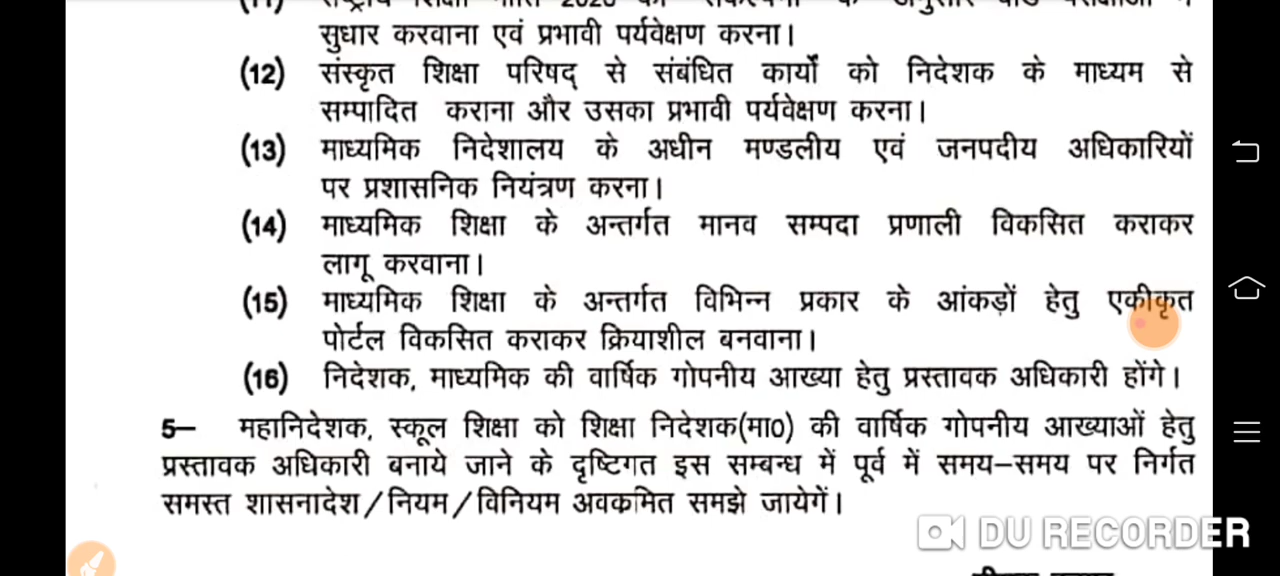 सुधार करवाना एवं प्रभावी पर्यवेक्षण करना।
(12) संस्कृत शिक्षा परिषद् से संबंधित कार्यों को निदेशक के माध्यम से
सम्पादित कराना और उसका प्रभावी पर्यवेक्षण करना।
(13) माध्यमिक निदेशालय के अधीन मण्डलीय एवं जनपदीय अधिकारियों
पर प्रशासनिक नियंत्रण करना।
(14) माध्यमिक शिक्षा के अन्तर्गत मानव सम्पदा प्रणाली विकसित कराकर
लागू करवाना।
(15) माध्यमिक शिक्षा के अन्तर्गत विभिन्न प्रकार के आंकड़ों हेतु एकीकृत
पोर्टल विकसित कराकर क्रियाशील बनवाना।
(16) निदेशक, माध्यमिक की वार्षिक गोपनीय आख्या हेतु प्रस्तावक अधिकारी होंगे।
5— महानिदेशक, स्कूल शिक्षा को शिक्षा निदेशक(मा0) की वार्षिक गोपनीय आख्याओं हेतु
प्रस्तावक अधिकारी बनाये जाने के दृष्टिगत इस सम्बन्ध में पूर्व में समय—समय पर निर्गत
समस्त शासनादेश/नियम/विनियम अवकमित समझे जायेगें।
DU RECORDER